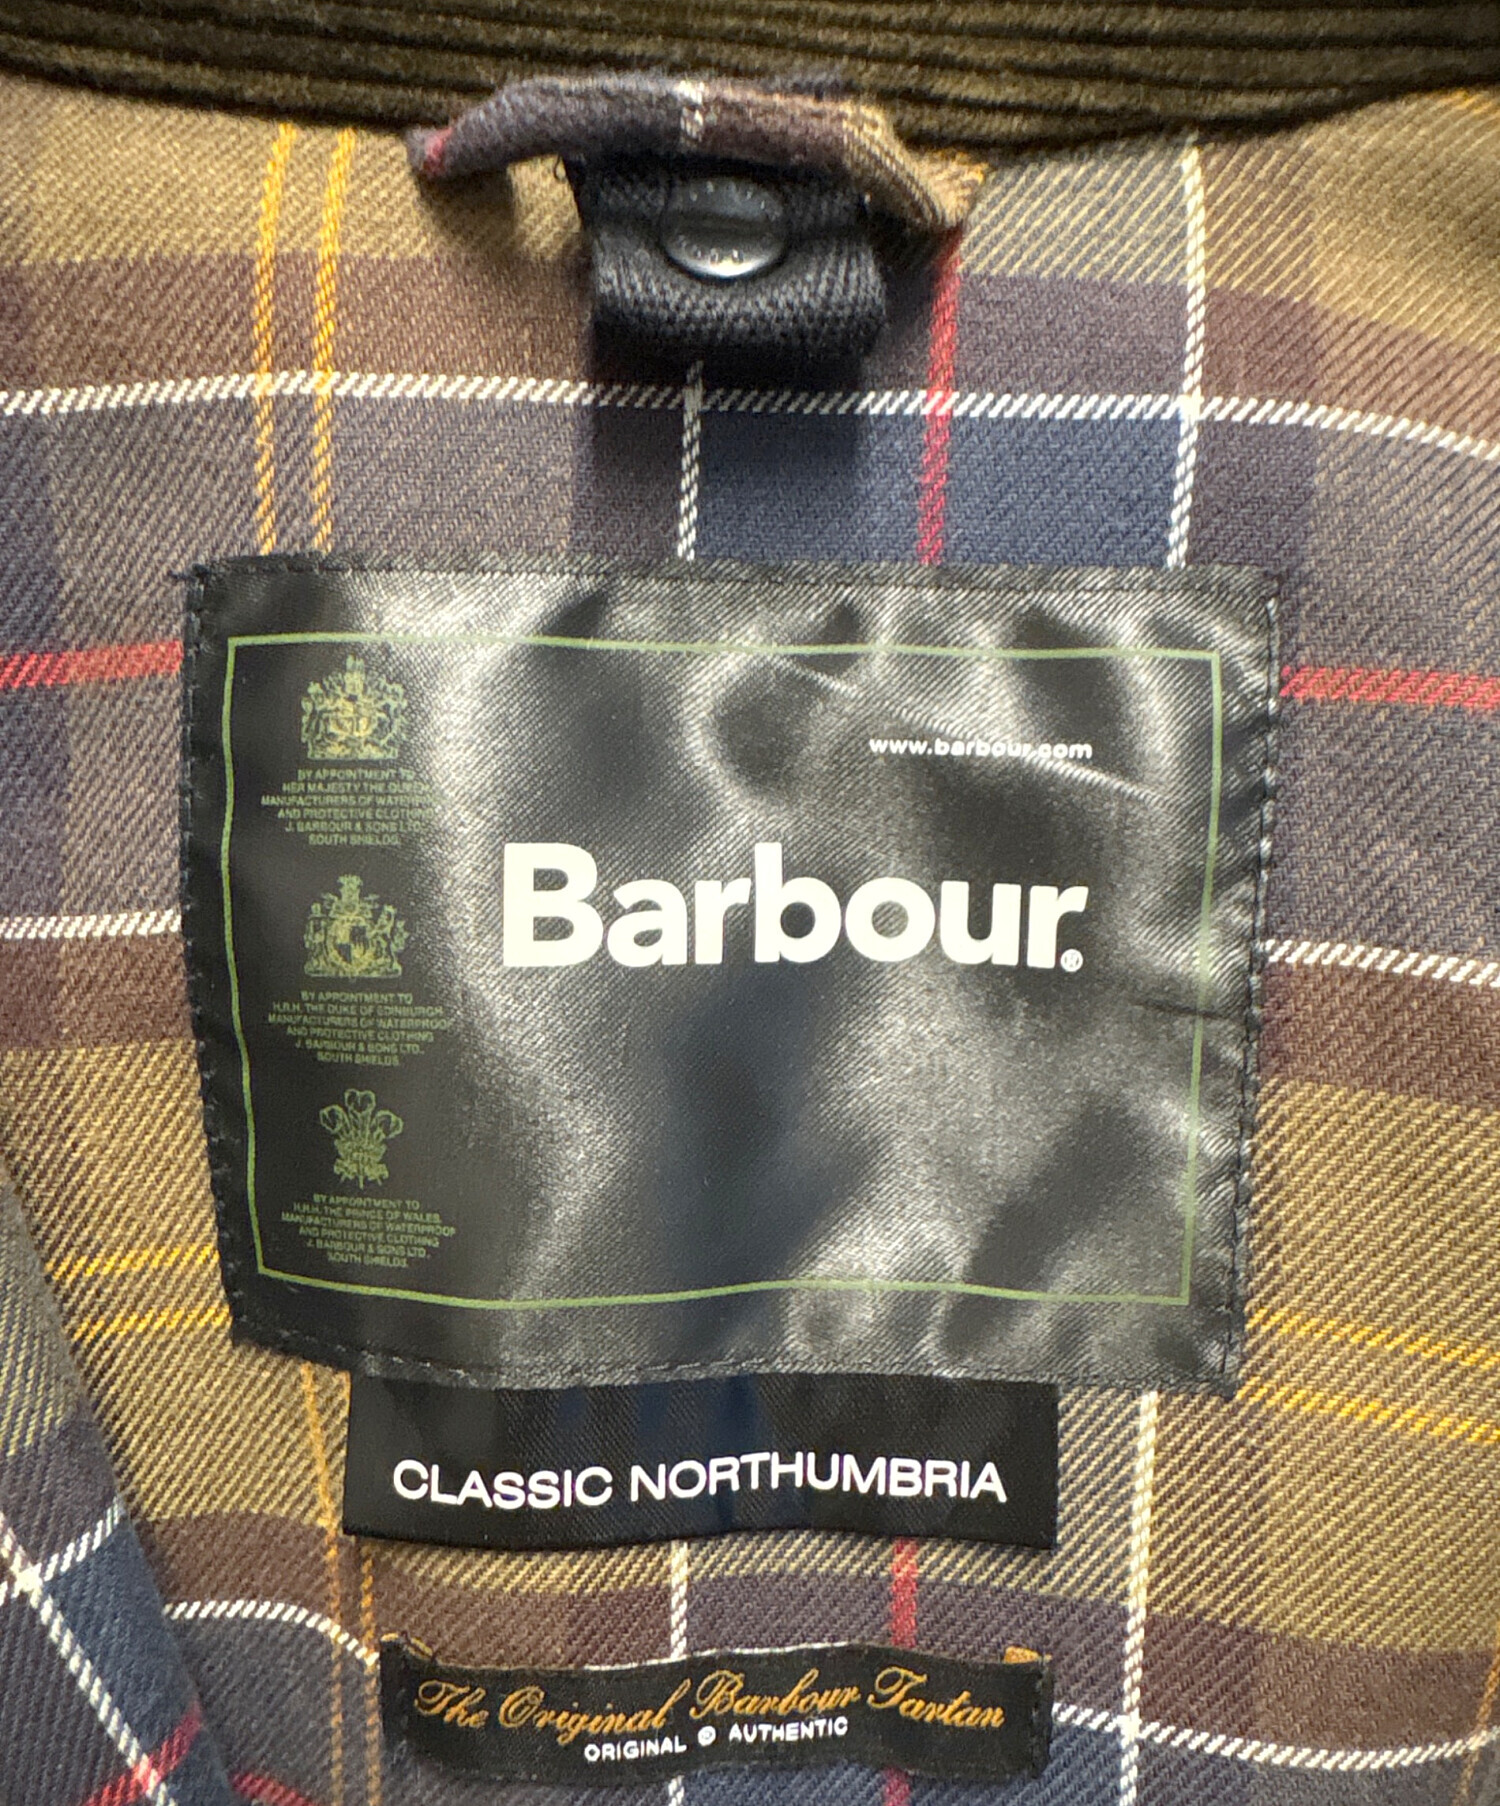 www.barbour.com
Barbour.®
BY APPOINTMENT TO
HER MAJESTY THE QUEEN
MANUFACTURERS OF WATERPROOF
AND PROTECTIVE CLOTHING
J. BARBOUR & SONS LTD.
SOUTH SHIELDS.
BY APPOINTMENT TO
H.R.H. THE DUKE OF EDINBURGH
MANUFACTURERS OF WATERPROOF
AND PROTECTIVE CLOTHING
J. BARBOUR & SONS LTD.
SOUTH SHIELDS
BY APPOINTMENT TO
H.R.H. THE PRINCE OF WALES
MANUFACTURERS OF WATERPROOF
AND PROTECTIVE CLOTHING
J. BARBOUR & SONS LTD.
SOUTH SHIELDS.
CLASSIC NORTHUMBRIA
The Original Barbour Tartan
ORIGINAL @ AUTHENTIC